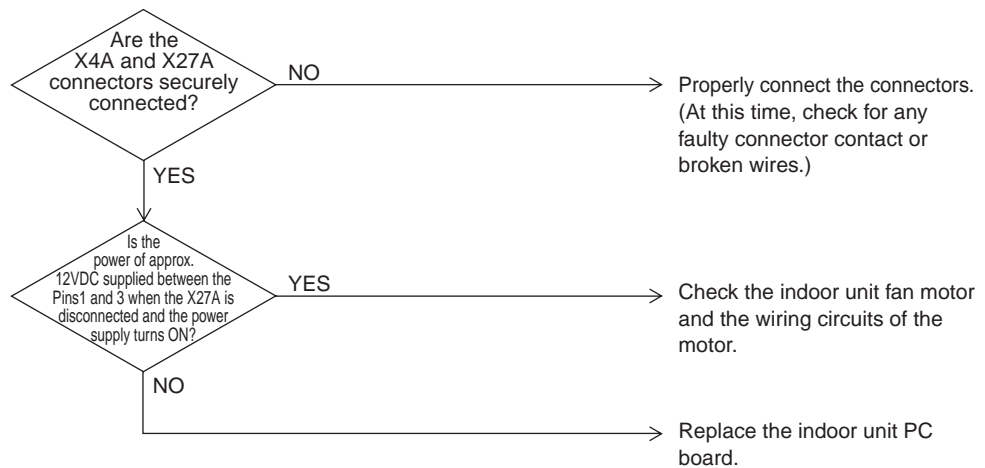 Are the
X4A and X27A
connectors securely
connected?
NO
Properly connect the connectors.
(At this time, check for any
faulty connector contact or
broken wires.)
YES
Is the
power of approx.
12VDC supplied between the
Pins1 and 3 when the X27A is
disconnected and the power
supply turns ON?
YES
Check the indoor unit fan motor
and the wiring circuits of the
motor.
NO
Replace the indoor unit PC
board.